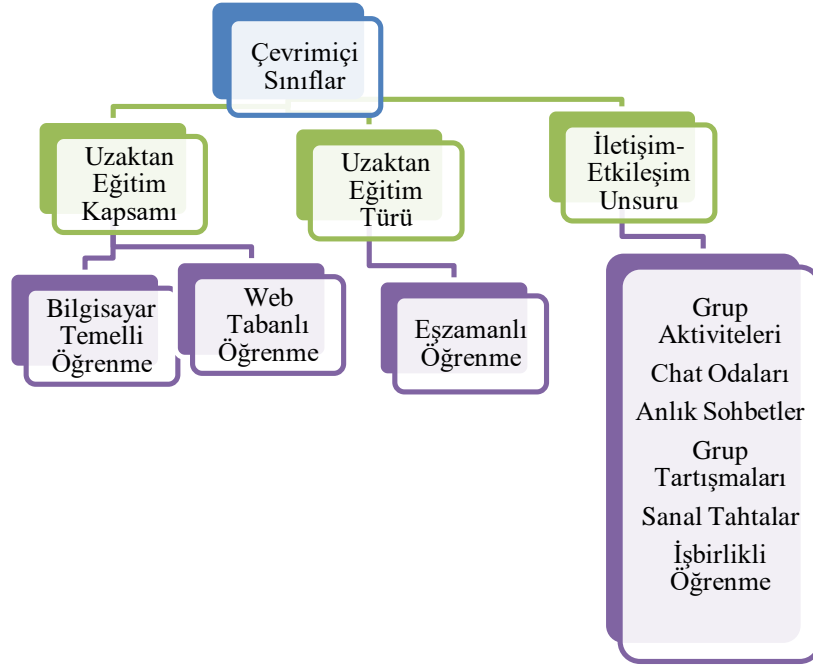 Çevrimiçi
Sınıflar
Uzaktan
Eğitim
Kapsamı
Uzaktan
Eğitim
Türü
İletişim-
Etkileşim
Unsuru
Bilgisayar
Temelli
Öğrenme
Web
Tabanlı
Öğrenme
Eşzamanlı
Öğrenme
Grup
Aktiviteleri
Chat Odaları
Anlık Sohbetler
Grup
Tartışmaları
Sanal Tahtalar
İşbirlikli
Öğrenme